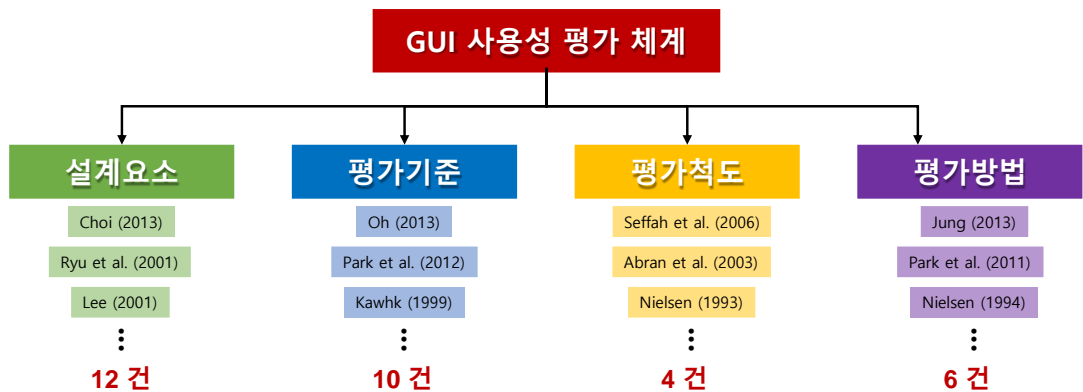 GUI 사용성 평가 체계
설계요소
Choi (2013)
Ryu et al. (2001)
Lee (2001)
12 건
평가기준
Oh (2013)
Park et al. (2012)
Kawhk (1999)
10 건
평가척도
Seffah et al. (2006)
Abran et al. (2003)
Nielsen (1993)
4 건
평가방법
Jung (2013)
Park et al. (2011)
Nielsen (1994)
6 건